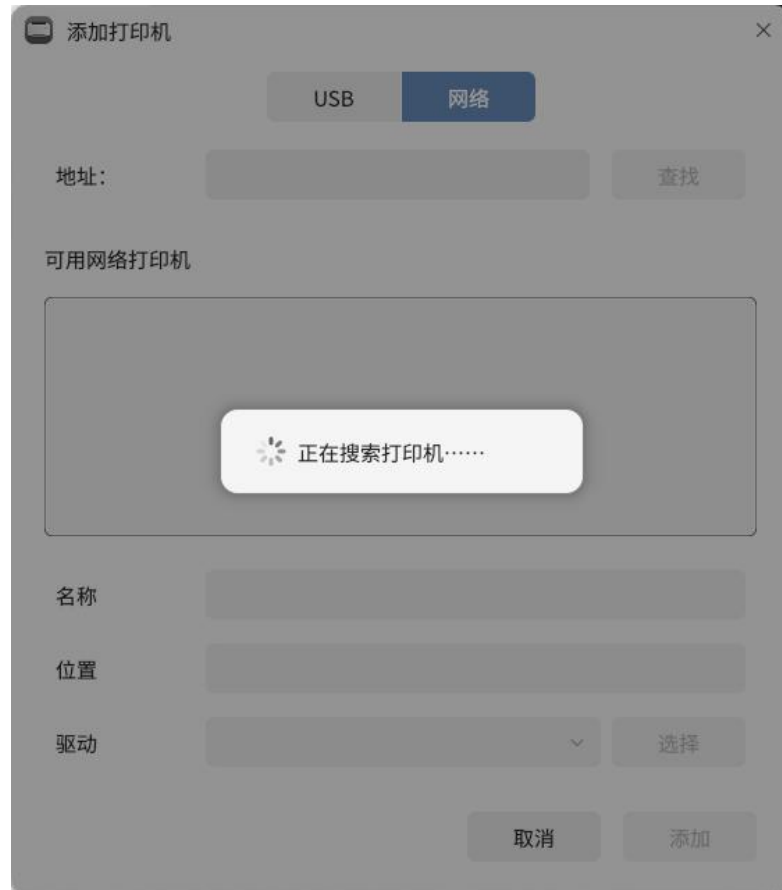 添加打印机
USB 网络
地址： 查找
可用网络打印机
正在搜索打印机……
名称
位置
驱动 选择
取消 添加